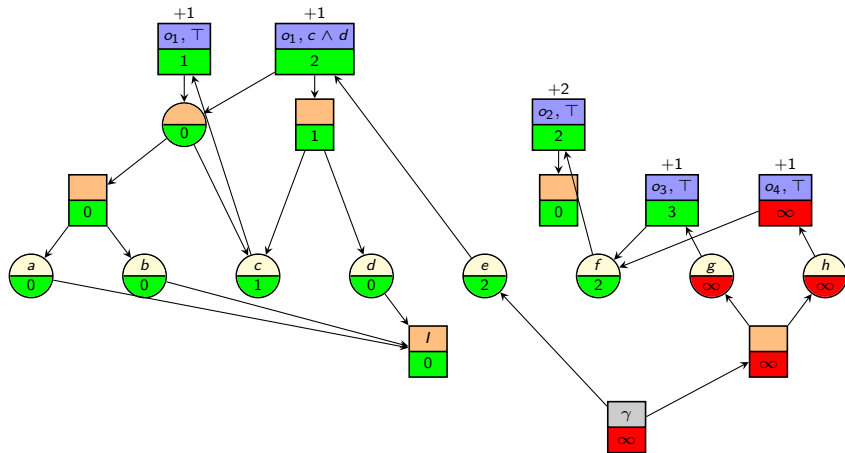 +1 +1
o₁, ⊤ o₁, c ∧ d
1 2
+2
o₂, ⊤
0 1 2
+1 +1
o₃, ⊤ o₄, ⊤
0 0 3 ∞
a b c d e f g h
0 0 1 0 2 2 ∞ ∞
I
0 ∞
γ
∞